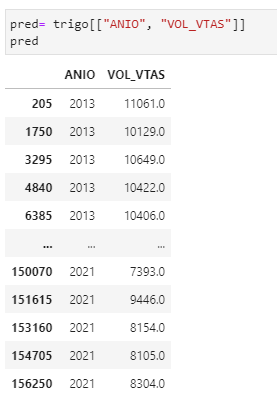 pred= trigo[["ANIO", "VOL_VTAS"]]
pred
ANIO VOL_VTAS
205 2013 11061.0
1750 2013 10129.0
3295 2013 10649.0
4840 2013 10422.0
6385 2013 10406.0
... ... ...
150070 2021 7393.0
151615 2021 9446.0
153160 2021 8154.0
154705 2021 8105.0
156250 2021 8304.0